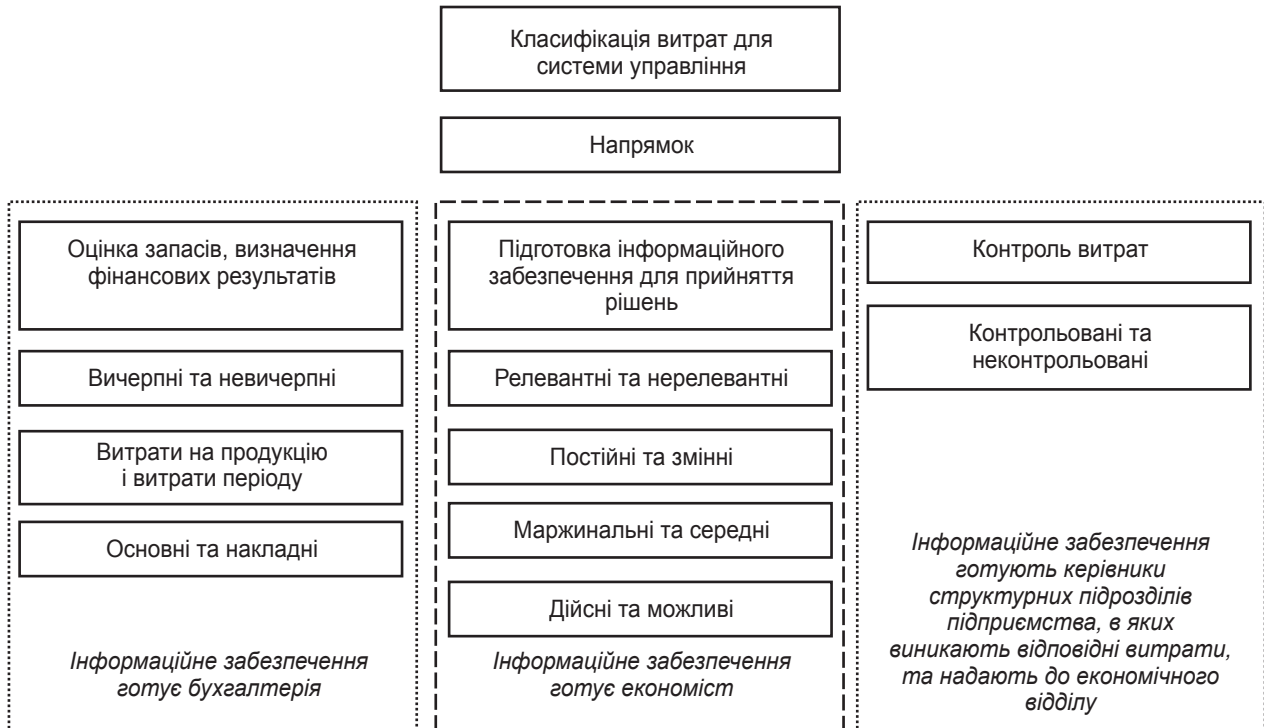 Класифікація витрат для
системи управління
Напрямок
Оцінка запасів, визначення
фінансових результатів
Вичерпні та невичерпні
Витрати на продукцію
і витрати періоду
Основні та накладні
Інформаційне забезпечення
готує бухгалтерія
Підготовка інформаційного
забезпечення для прийняття
рішень
Релевантні та нерелевантні
Постійні та змінні
Маржинальні та середні
Дійсні та можливі
Інформаційне забезпечення
готує економіст
Контроль витрат
Контрольовані та
неконтрольовані
Інформаційне забезпечення
готують керівники
структурних підрозділів
підприємства, в яких
виникають відповідні витрати,
та надають до економічного
відділу